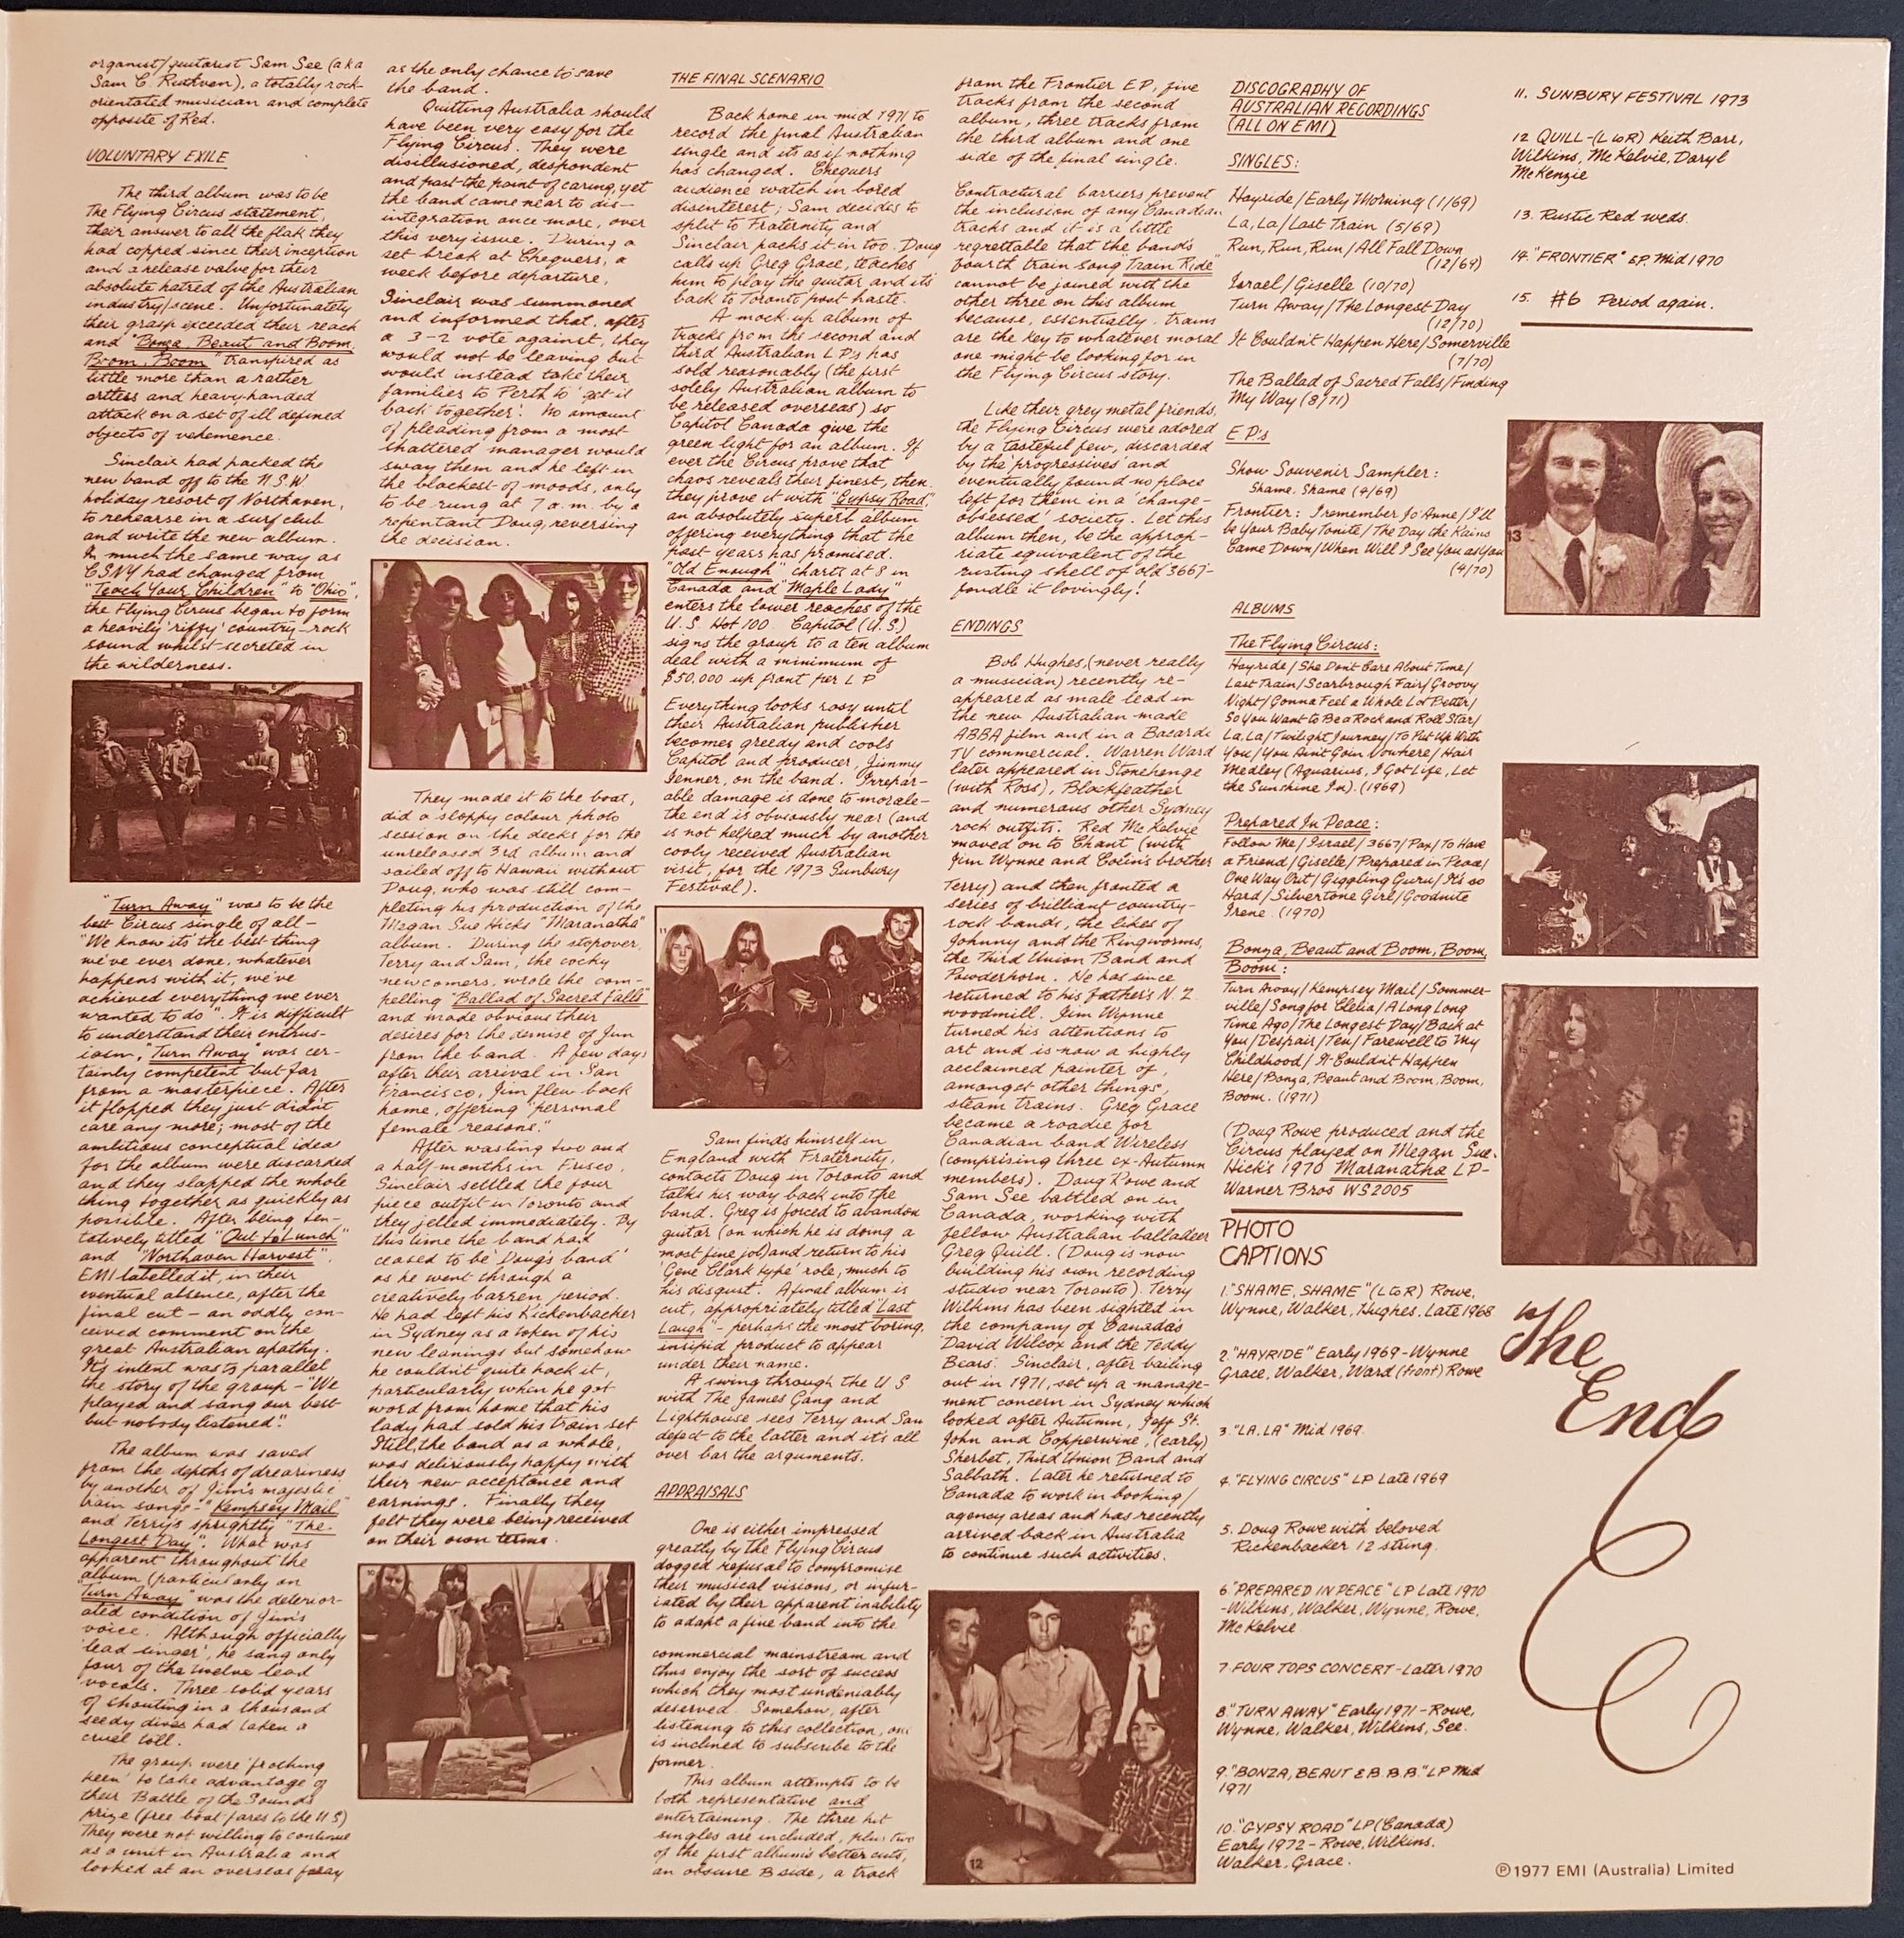 organist/guitarist Sam See (aka
Sam C. Ruthven), a totally rock-
orientated musician and complete
opposite of Red.
VOLUNTARY EXILE
The third album was to be
The Flying Circus statement,
their answer to all the flak they
had copped since their inception
and a release valve for their
absolute hatred of the Australian
industry/scene. Unfortunately
their grasp exceeded their reach
and "Bonza, Beaut and Boom,
Boom, Boom" transpired as
little more than a rather
artless and heavy-handed
attack on a set of ill defined
objects of vehemence.
Sinclair had packed the
new band off to the N.S.W
holiday resort of Northaven,
to rehearse in a surf club
and write the new album.
In much the same way as
CSNY had changed from
"Teach Your Children" to "Ohio",
the Flying Circus began to form
a heavily 'riffy' country-rock
sound whilst secreted in
the wilderness.
"Turn Away" was to be the
best Circus single of all -
"We know it's the best thing
we've ever done, whatever
happens with it, we've
achieved everything we ever
wanted to do". It is difficult
to understand their enthus-
iasm, "Turn Away" was cer-
tainly competent but far
from a masterpiece. After
it flopped they just didn't
care any more; most of the
ambitious conceptual ideas
for the album were discarded
and they slapped the whole
thing together as quickly as
possible. After being ten-
tatively titled "Out to Lunch"
and "Northaven Harvest"
EMI labelled it, in their
eventual absence, after the
final cut - an oddly con-
ceived comment on the
great Australian apathy.
It's intent was to parallel
the story of the group - "We
played and sang our best
but nobody listened".
The album was saved
from the depths of dreariness
by another of Jim's majestic
train songs - "Kempsey Mail"
and Terry's sprightly "The
Longest Day". What was
apparent throughout the
album (particularly on
"Turn Away" was the deterior-
ated condition of Jim's
voice. Although officially
'lead singer', he sang only
four of the twelve lead
vocals. Three solid years
of shouting in a thousand
seedy dives had taken a
cruel toll.
The group were 'frothing
keen' to take advantage of
their Battle of the Sounds
prize (free boat fares to the U.S)
They were not willing to continue
as a unit in Australia and
looked at an overseas foray
as the only chance to save
the band.
Quitting Australia should
have been very easy for the
Flying Circus. They were
disillusioned, despondent
and past the point of caring, yet
the band came near to dis-
integration once more, over
this very issue. During a
set break at Chequers, a
week before departure,
Sinclair was summoned
and informed that, after
a 3-2 vote against, they
would not be leaving but
would instead take their
families to Perth to 'get it
back together'. No amount
of pleading from a most
shattered manager would
sway them and he left in
the blackest of moods, only
to be rung at 7 a.m. by a
repentant Doug, reversing
the decision.
9
They made it to the boat,
did a sloppy colour photo
session on the decks for the
unreleased 3rd album and
sailed off to Hawaii without
Doug, who was still com-
pleting his production of the
Megan Sue Hicks "Maranatha"
album. During the stopover,
Terry and Sam, the cocky
newcomers, wrote the com-
pelling "Ballad of Sacred Falls"
and made obvious their
desires for the demise of Jim
from the band. A few days
after their arrival in San
Francisco, Jim flew back
home, offering "personal
female reasons."
After wasting two and
a half months in Frisco,
Sinclair settled the four
piece outfit in Toronto and
they jelled immediately. By
this time the band had
ceased to be 'Doug's band'
as he went through a
creatively barren period.
He had left his Rickenbacker
in Sydney as a token of his
new leanings but somehow
he couldn't quite hack it,
particularly when he got
word from home that his
lady had sold his train set.
Still, the band as a whole,
was deliriously happy with
their new acceptance and
earnings. Finally they
felt they were being received
on their own terms.
10
THE FINAL SCENARIO
Back home in mid 1971 to
record the final Australian
single and its as if nothing
has changed. Chequers
audience watch in bored
disenterest; Sam decides to
split to Fraternity and
Sinclair packs it in too. Doug
calls up Greg Grace, teaches
him to play the guitar and it's
back to Toronto post haste.
A mock up album of
tracks from the second and
third Australian LP's has
sold reasonably (the first
solely Australian album to
be released overseas) so
Capitol Canada give the
green light for an album. If
ever the Circus prove that
chaos reveals their finest, then
they prove it with "Gypsy Road",
an absolutely superb album
offering everything that the
past years has promised.
"Old Enough" charts at 8 in
Canada and "Maple Lady
enters the lower reaches of the
U.S. Hot 100. Capitol (U.S.)
signs the group to a ten album
deal with a minimum of
$50,000 up front per LP
Everything looks rosy until
their Australian publisher
becomes greedy and cools
Capitol and producer, Jimmy
Ienner, on the band. Irrepar-
able damage is done to morale-
the end is obviously near (and
is not helped much by another
cooly received Australian
visit, for the 1973 Sunbury
Festival).
11
Sam finds himself in
England with Fraternity,
contacts Doug in Toronto and
talks his way back into the
band. Greg is forced to abandon
guitar (on which he is doing a
most fine job) and return to his
'Gene Clark type' role, much to
his disgust. A final album is
cut, appropriately titled 'Last
Laugh" - perhaps the most boring,
insipid product to appear
under their name.
A swing through the U S
with The James Gang and
Lighthouse sees Terry and Sam
defect to the latter and it's all
over bar the arguments.
APPRAISALS
One is either impressed
greatly by the Flying Circus
dogged refusal to compromise
their musical visions, or infur-
iated by their apparent inability
to adapt a fine band into the
commercial mainstream and
thus enjoy the sort of success
which they most undeniably
deserved. Somehow, after
listening to this collection, one
is inclined to subscribe to the
former.
This album attempts to be
both representative and
entertaining. The three hit
singles are included, plus two
of the first album's better cuts,
an obscure B side, a track
from the Frontier EP, five
tracks from the second
album, three tracks from
the third album and one
side of the final single.
Contractural barriers prevent
the inclusion of any Canadian
tracks and it is a little
regrettable that the band's
fourth train song "Train Ride"
cannot be joined with the
other three on this album
because, essentially, trains
are the key to whatever moral
one might be looking for in
the Flying Circus story.
Like their grey metal friends,
the Flying Circus were adored
by a tasteful few, discarded
by the 'progressives' and
eventually found no place
left for them in a 'change-
obsessed' society. Let this
album then, be the approp-
riate equivalent of the
rusting shell of old 3667-
fondle it lovingly!
ENDINGS
Bob Hughes, (never really
a musician) recently re-
appeared as male lead in
the new Australian made
ABBA film and in a Bacardi
TV commercial. Warren Ward
later appeared in Stonehenge
(with Ross), Blackfeather
and numerous other Sydney
rock outfits. Red McKelvie
moved on to Chant (with
Jim Wynne and Colin's brother
Terry) and then fronted a
series of brilliant country-
rock bands, the likes of
Johnny and the Ringworms,
the Third Union Band and
Powderhorn. He has since
returned to his father's N.Z.
woodmill. Jim Wynne
turned his attentions to
art and is now a highly
acclaimed painter of,
amongst other things,
steam trains. Greg Grace
became a roadie for
Canadian band Wireless
(comprising three ex-Autumn
members). Doug Rowe and
Sam See battled on in
Canada, working with
fellow Australian balladeer
Greg Quill. (Doug is now
building his own recording
studio near Toronto). Terry
Wilkins has been sighted in
the company of Canada's
'David Wilcox and the Teddy
Bears'. Sinclair, after bailing
out in 1971, set up a manage-
ment concern in Sydney which
looked after Autumn, Jeff St.
John and Copperwine, (early)
Sherbet, Third Union Band and
Sabbath. Later he returned to
Canada to work in booking/
agency areas and has recently
arrived back in Australia
to continue such activities.
12
DISCOGRAPHY OF
AUSTRALIAN RECORDINGS
(ALL ON EMI)
SINGLES:
Hayride/Early Morning (1/69)
La, La/Last Train (5/69)
Run, Run, Run/All Fall Down
(12/69)
Israel/Giselle (10/70)
Turn Away/The Longest Day
(12/70)
It Couldn't Happen Here/Somerville
(7/70)
The Ballad of Sacred Falls/Finding
My Way (8/71)
E P's
Show Souvenir Sampler:
Shame, Shame (4/69)
Frontier: I remember Jo'Anne/I'll
be Your Baby Tonite/The Day the Rains
Came Down/When Will I See You as You
(4/70)
ALBUMS
The Flying Circus:
Hayride/She Don't Care About Time/
Last Train/Scarbrough Fair/Groovy
Night/Gonna Feel a Whole Lot Better/
So You Want to Be a Rock and Roll Star/
La, La/Twilight Journey/To Put Up With
You/You Ain't Goin Nowhere/Hair
Medley (Aquarius, I Got Life, Let
the Sunshine In). (1969)
Prepared In Peace:
Follow Me/Israel/3667/Pax/To Have
a Friend/Giselle/Prepared in Peace/
One Way Out/Giggling Guru/It's so
Hard/Silvertone Girl/Goodnite
Irene. (1970)
Bonza, Beaut and Boom, Boom,
Boom:
Turn Away/Kempsey Mail/Sommer-
ville/Song for Clelia/A Long Long
Time Ago/The Longest Day/Back at
You/Despair/Ten/Farewell to My
Childhood/It Couldn't Happen
Here/Bonza, Beaut and Boom, Boom,
Boom. (1971)
(Doug Rowe produced and the
Circus played on Megan Sue
Hick's 1970 Maranatha LP-
Warner Bros WS2005
PHOTO
CAPTIONS
1. "SHAME, SHAME" (L to R) Rowe,
Wynne, Walker, Hughes. Late 1968
2. "HAYRIDE" Early 1969 - Wynne
Grace, Walker, Ward (front) Rowe
3 "LA, LA" Mid 1969.
4. "FLYING CIRCUS" LP Late 1969
5. Doug Rowe with beloved
Rickenbacker 12 string.
6 "PREPARED IN PEACE" LP Late 1970
-Wilkins, Walker, Wynne, Rowe,
McKelvie
7 FOUR TOPS CONCERT - Later 1970
8. "TURN AWAY" Early 1971 - Rowe,
Wynne, Walker, Wilkins, See.
9. "BONZA, BEAUT & B.B.B." LP Mid
1971
10. "GYPSY ROAD" LP (Canada)
Early 1972 - Rowe, Wilkins.
Walker, Grace.
11. SUNBURY FESTIVAL 1973
12 QUILL - (L to R) Keith Barr,
Wilkins, McKelvie, Daryl
McKenzie
13. Rustic Red weds.
14. "FRONTIER" E.P. Mid 1970
15. #6 Period again.
13
14
15
The
End
℗ 1977 EMI (Australia) Limited